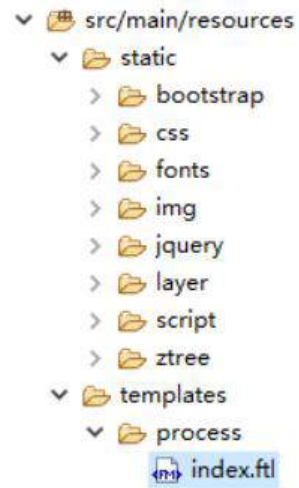 src/main/resources
static
bootstrap
css
fonts
img
jquery
layer
script
ztree
templates
process
index.ftl